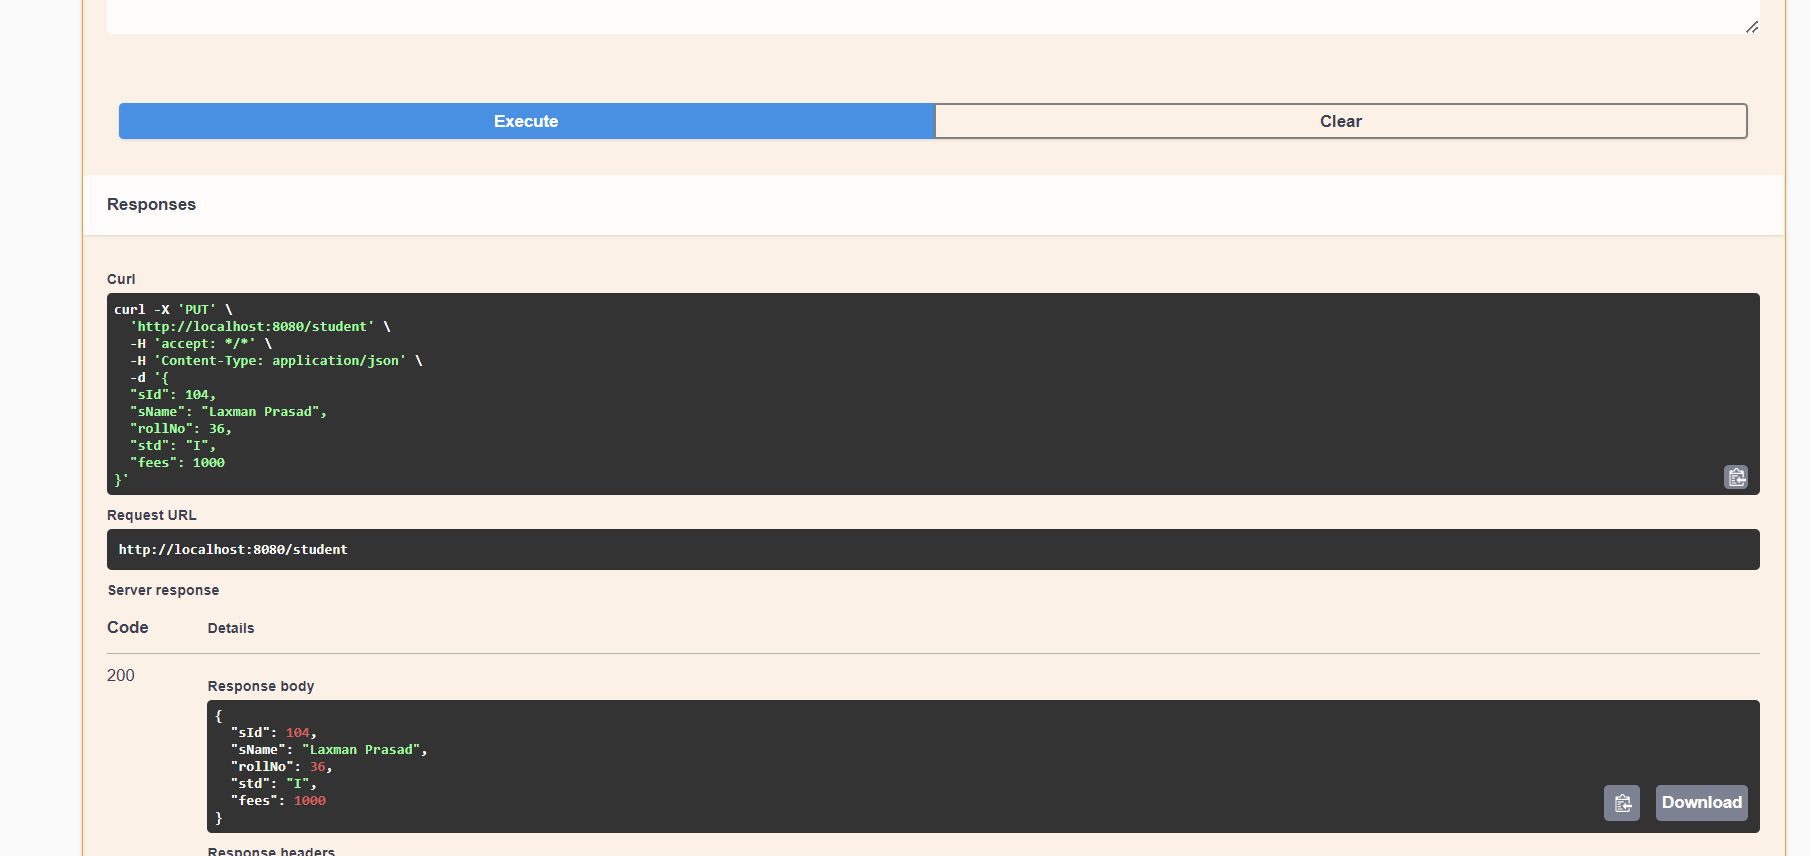 Execute
Clear
Responses
Curl
curl -X 'PUT' \
  'http://localhost:8080/student' \
  -H 'accept: */*' \
  -H 'Content-Type: application/json' \
  -d '{
  "sId": 104,
  "sName": "Laxman Prasad",
  "rollNo": 36,
  "std": "I",
  "fees": 1000
}'
Request URL
http://localhost:8080/student
Server response
Code Details
200
Response body
{
  "sId": 104,
  "sName": "Laxman Prasad",
  "rollNo": 36,
  "std": "I",
  "fees": 1000
}
Download
Response headers